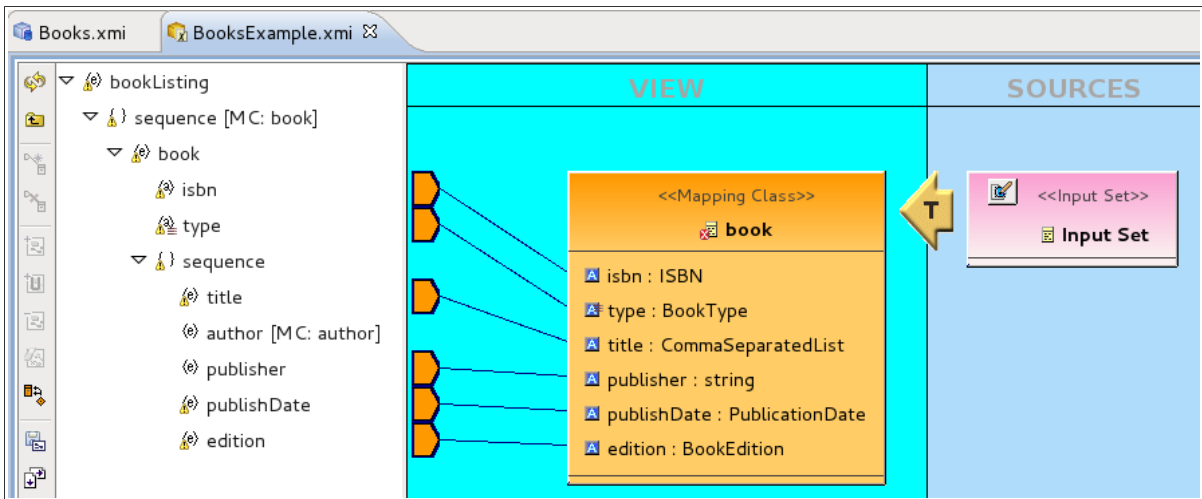 Books.xmi
BooksExample.xmi
bookListing
sequence [MC: book]
book
isbn
type
sequence
title
author [MC: author]
publisher
publishDate
edition
VIEW
<<Mapping Class>>
book
isbn : ISBN
type : BookType
title : CommaSeparatedList
publisher : string
publishDate : PublicationDate
edition : BookEdition
T
SOURCES
<<Input Set>>
Input Set